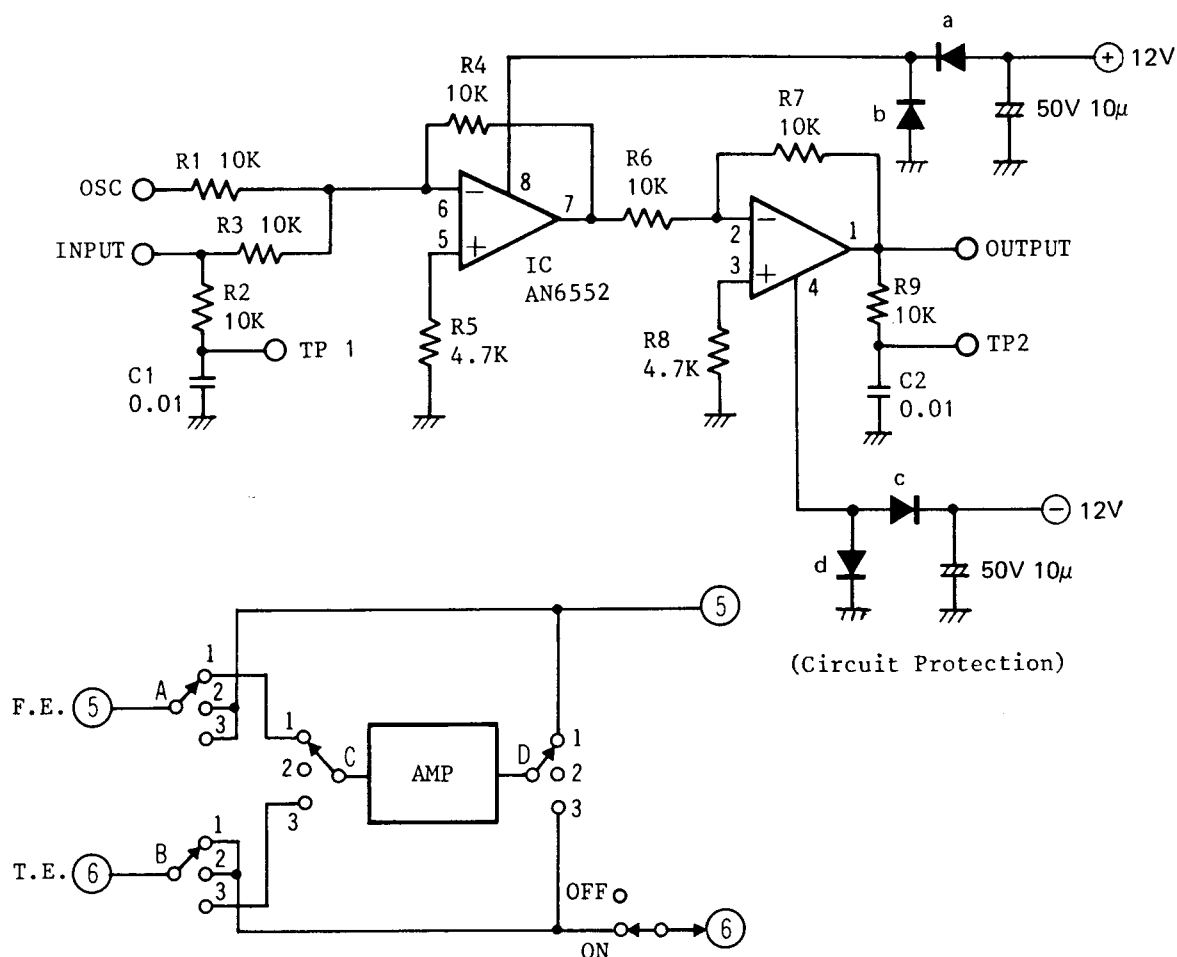 a
+ 12V
R4
10K
R7
10K
b
50V 10μ
R1 10K
R6
10K
OSC
8
6
7
R3 10K
2
1
INPUT
5
3
OUTPUT
IC
AN6552
4
R9
10K
R2
10K
R5
4.7K
R8
4.7K
TP 1
TP2
C1
0.01
C2
0.01
c
− 12V
d
50V 10μ
5
(Circuit Protection)
1
A
F.E. 5
2
3
1
C
AMP
D
1
2
2
3
3
1
B
T.E. 6
2
3
OFF
6
ON